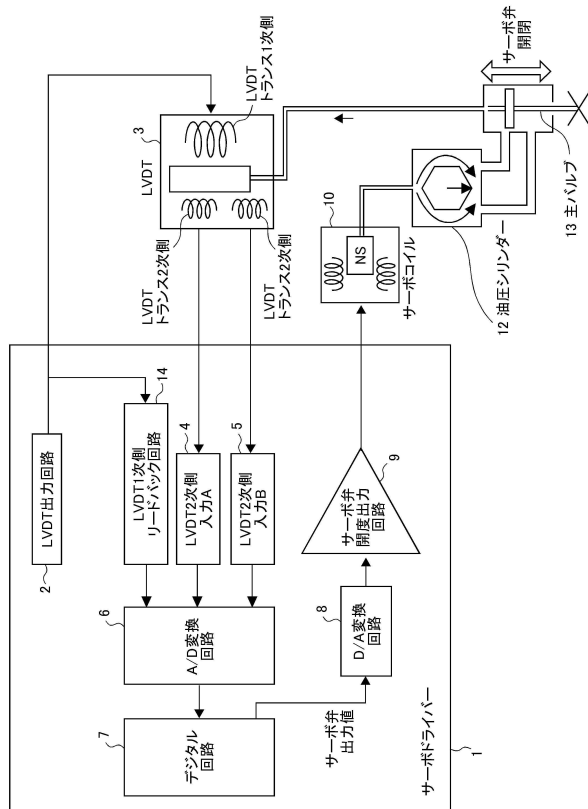 2
LVDT出力回路
LVDT1次側
リードバック回路
14
LVDT2次側
入力A
4
LVDT2次側
入力B
5
6
A/D変換
回路
7
デジタル
回路
サーボ弁
出力値
8
D/A変換
回路
サーボ弁
開度出力
回路
9
サーボドライバー
1
3
LVDT
LVDT
トランス1次側
LVDT
トランス2次側
LVDT
トランス2次側
10
NS
サーボコイル
12 油圧シリンダー
13 主バルブ
サーボ弁
開閉